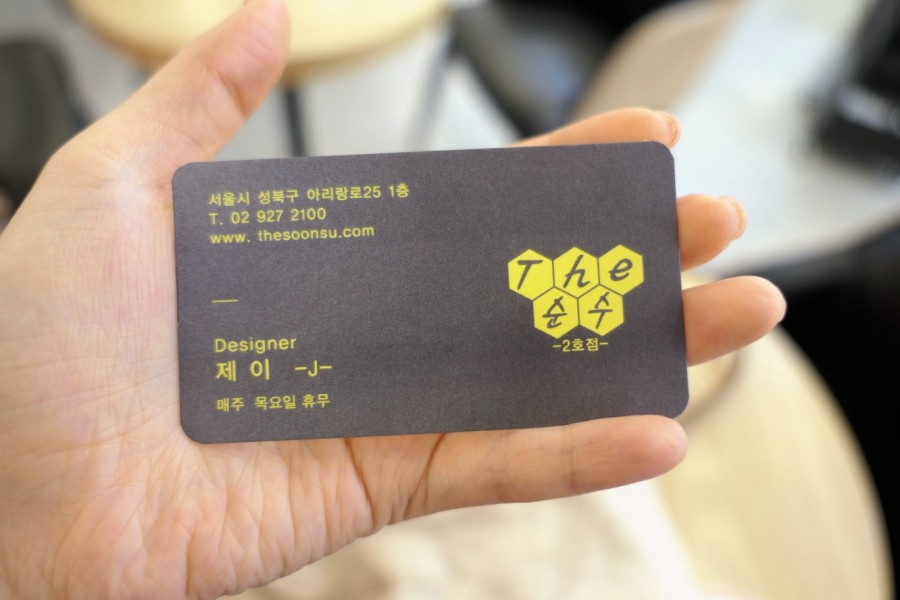 서울시 성북구 아리랑로25 1층
T. 02 927 2100
www. thesoonsu.com
Designer
제 이 -J-
매주 목요일 휴무
The
순수
-2호점-